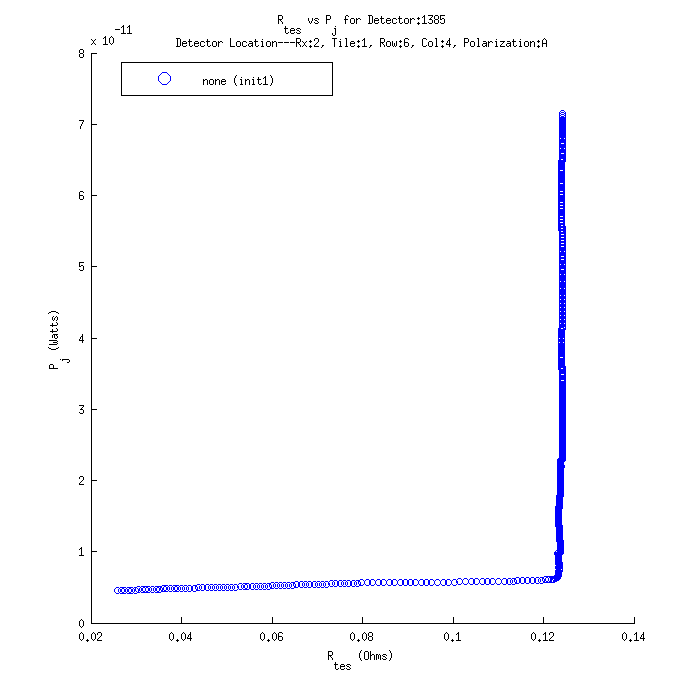 R_tes vs P_j for Detector:1385
Detector Location---Rx:2, Tile:1, Row:6, Col:4, Polarization:A
x 10^-11
none (init1)
8
7
6
5
4
3
2
1
0
P_j (Watts)
0.02 0.04 0.06 0.08 0.1 0.12 0.14
R_tes (Ohms)